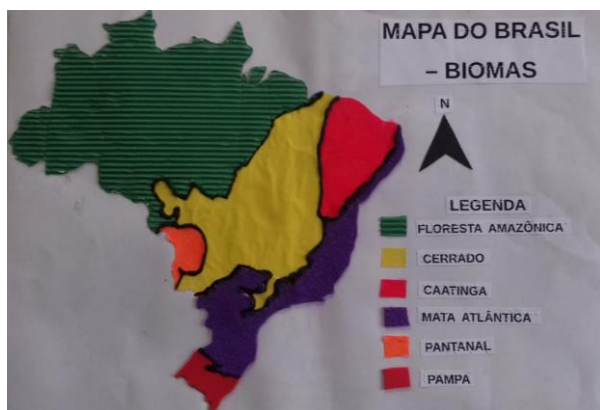 MAPA DO BRASIL
– BIOMAS
N
LEGENDA
FLORESTA AMAZÔNICA
CERRADO
CAATINGA
MATA ATLÂNTICA
PANTANAL
PAMPA